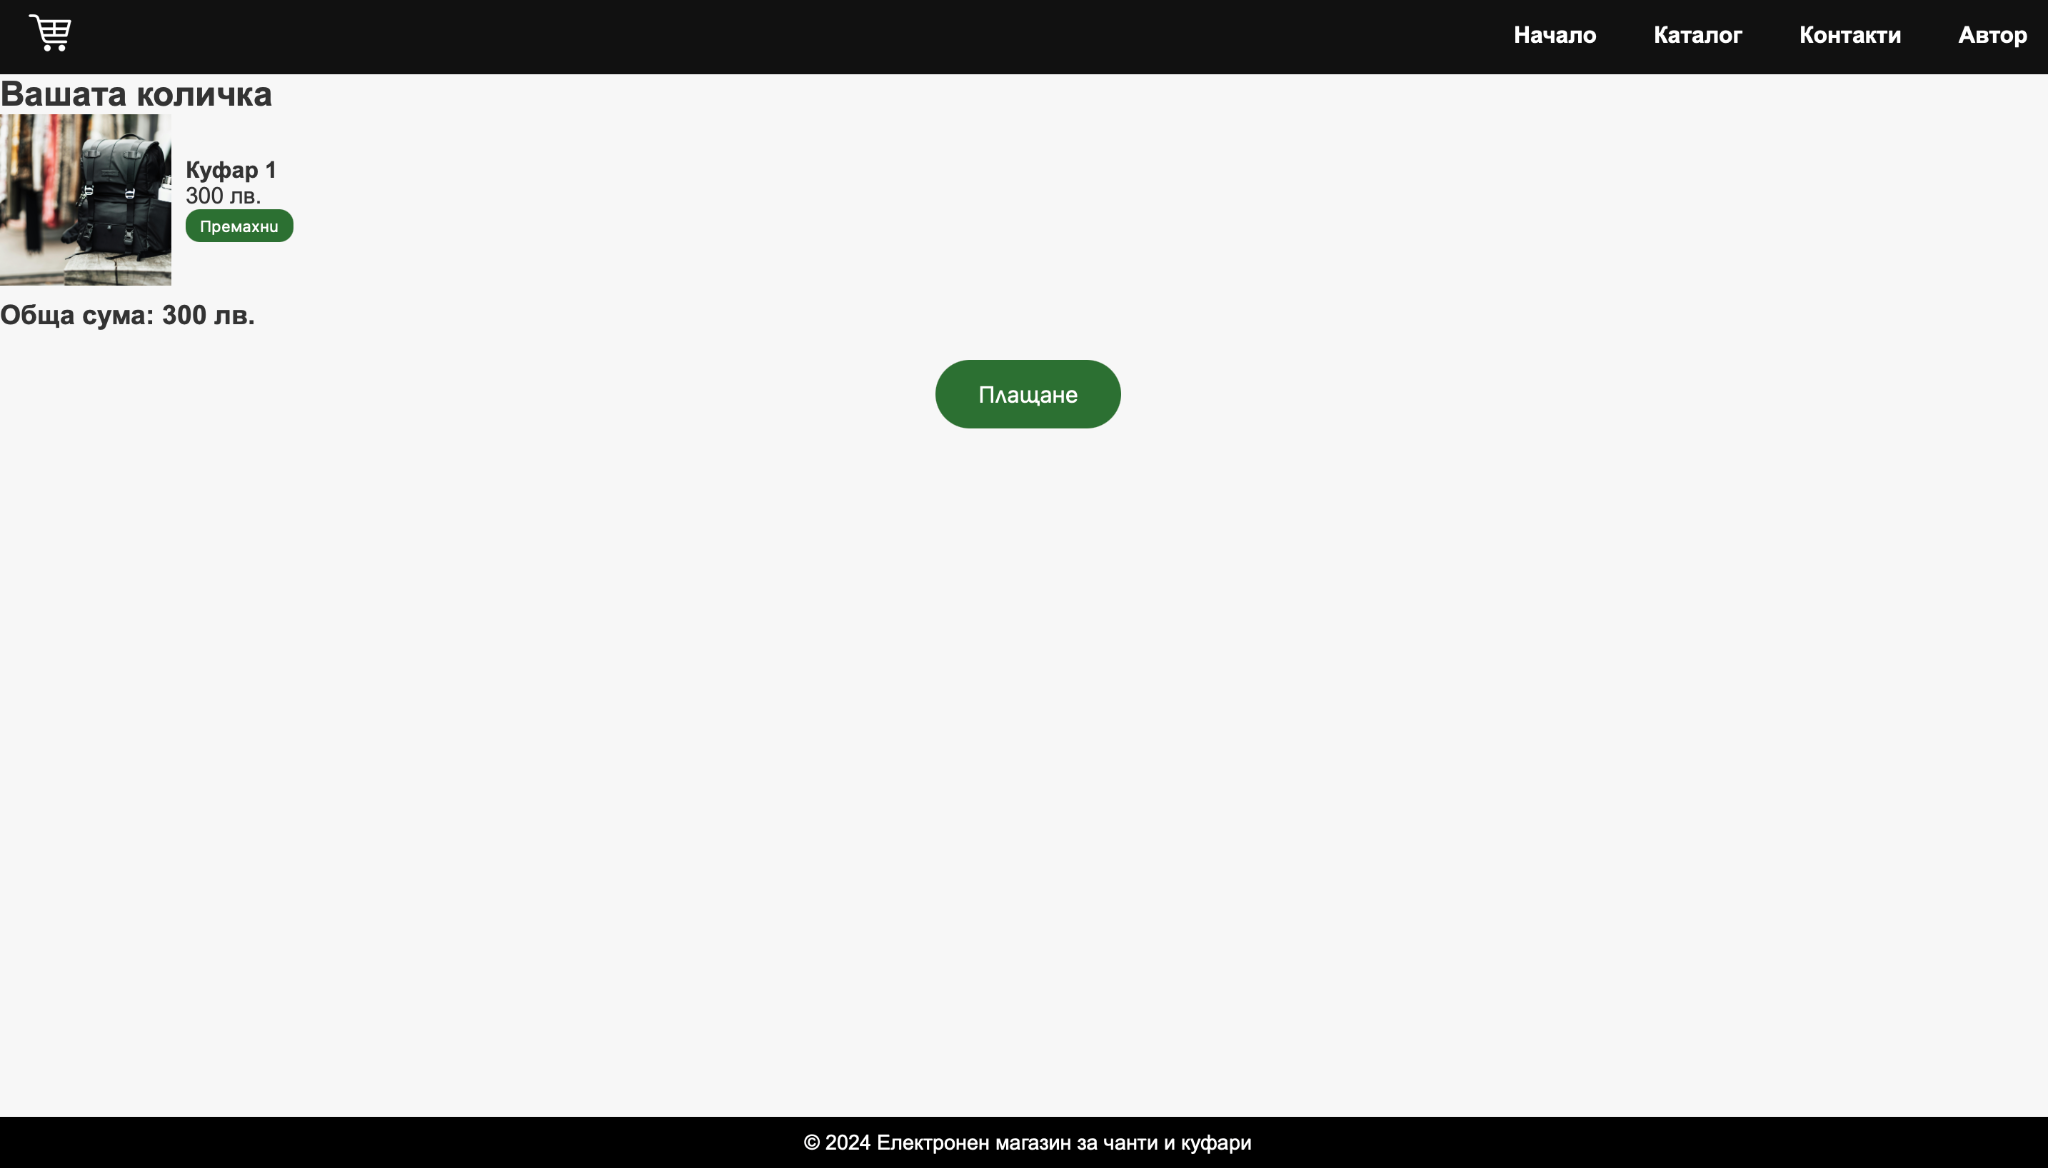 Начало Каталог Контакти Автор
Вашата количка
Куфар 1
300 лв.
Премахни
Обща сума: 300 лв.
Плащане
© 2024 Електронен магазин за чанти и куфари